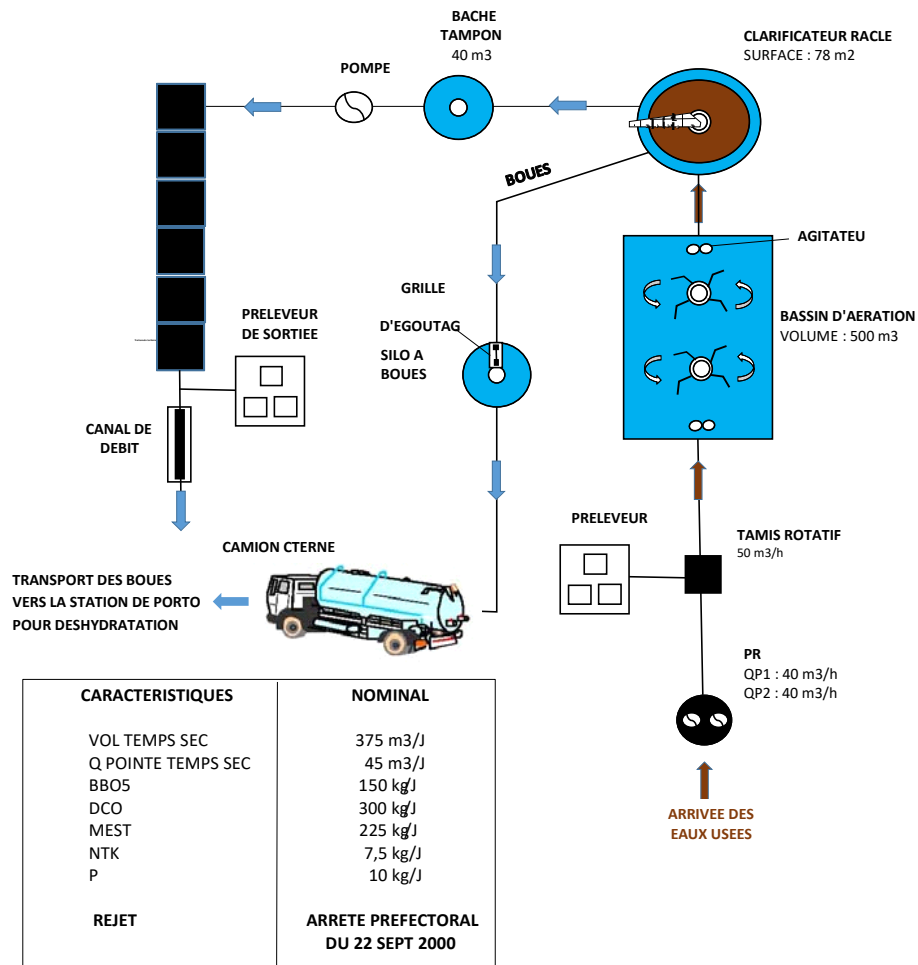 BACHE
TAMPON
40 m3
CLARIFICATEUR RACLE
SURFACE : 78 m2
POMPE
BOUES
AGITATEU
GRILLE
D'EGOUTAG
SILO A
BOUES
BASSIN D'AERATION
VOLUME : 500 m3
PRELEVEUR
DE SORTIEE
CANAL DE
DEBIT
PRELEVEUR
TAMIS ROTATIF
50 m3/h
CAMION CTERNE
TRANSPORT DES BOUES
VERS LA STATION DE PORTO
POUR DESHYDRATATION
PR
QP1 : 40 m3/h
QP2 : 40 m3/h
ARRIVEE DES
EAUX USEES
CARACTERISTIQUES NOMINAL
VOL TEMPS SEC 375 m3/J
Q POINTE TEMPS SEC 45 m3/J
BBO5 150 kg/J
DCO 300 kg/J
MEST 225 kg/J
NTK 7,5 kg/J
P 10 kg/J
REJET ARRETE PREFECTORAL
DU 22 SEPT 2000